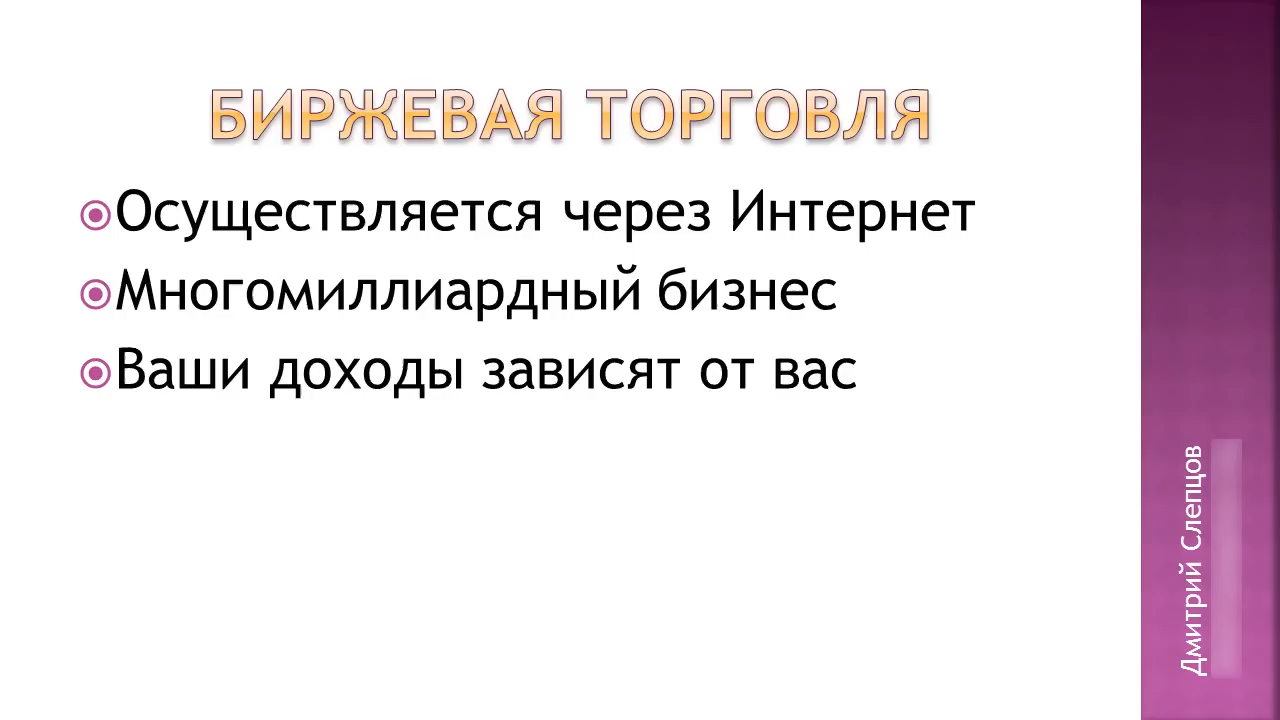 БИРЖЕВАЯ ТОРГОВЛЯ
Осуществляется через Интернет
Многомиллиардный бизнес
Ваши доходы зависят от вас
Дмитрий Слепцов